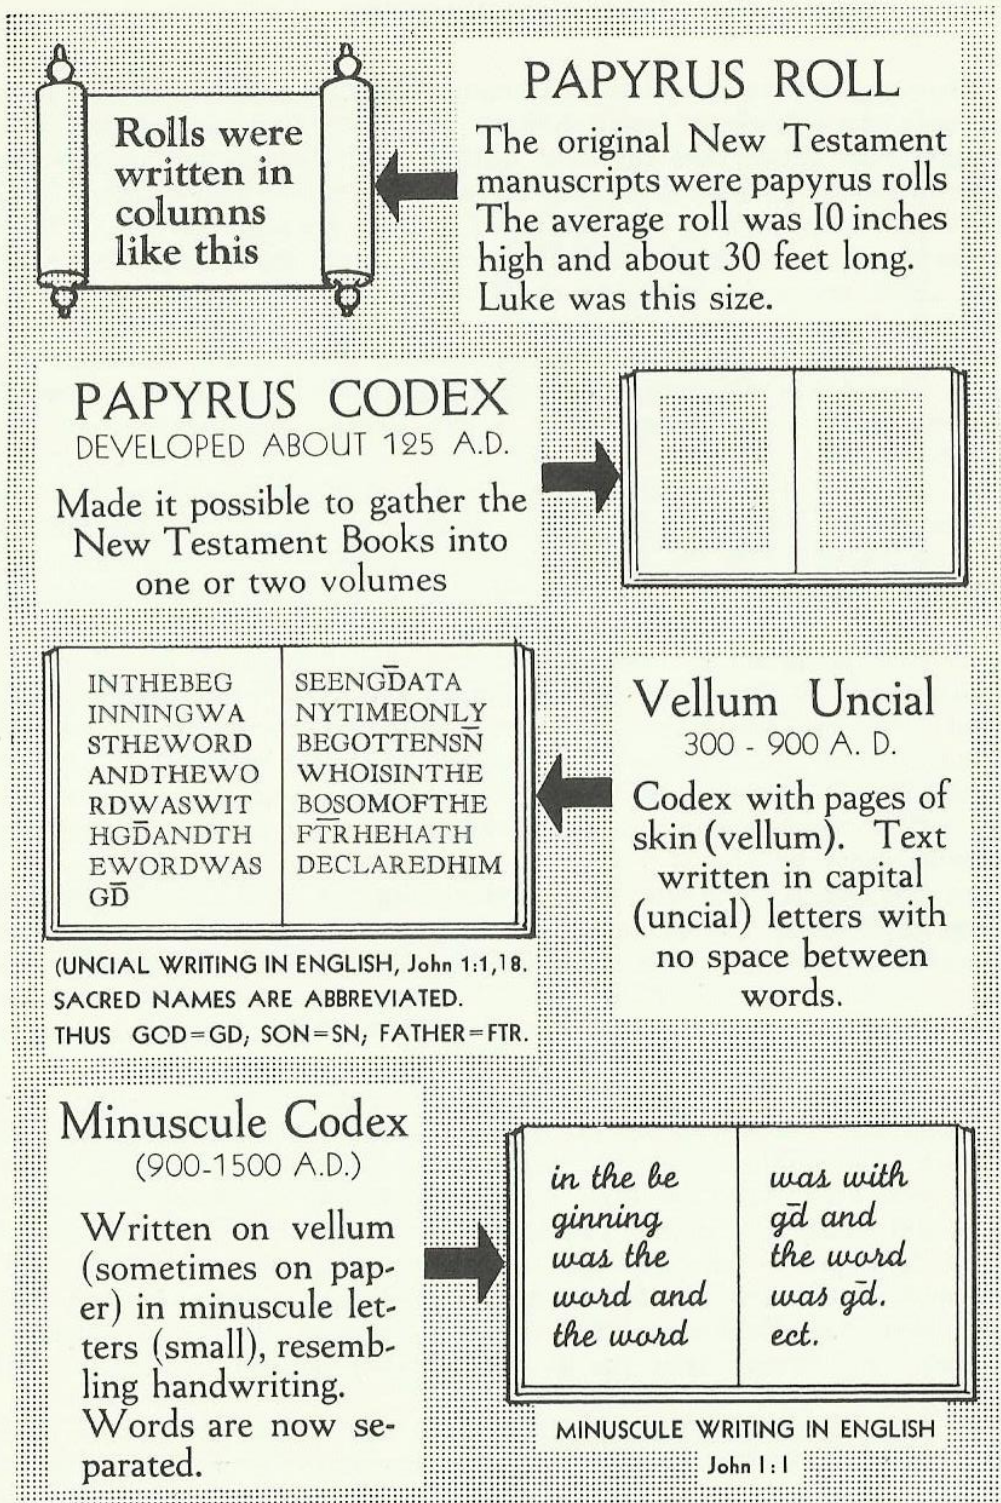 Rolls were
written in
columns
like this
PAPYRUS ROLL
The original New Testament
manuscripts were papyrus rolls
The average roll was 10 inches
high and about 30 feet long.
Luke was this size.
PAPYRUS CODEX
DEVELOPED ABOUT 125 A.D.
Made it possible to gather the
New Testament Books into
one or two volumes
INTHEBEG
INNINGWA
STHEWORD
ANDTHEWO
RDWASWIT
HGD̅ANDTH
EWORDWAS
GD̅
SEENGD̅ATA
NYTIMEONLY
BEGOTTENSN̅
WHOISINTHE
BOSOMOFTHE
FT̅RHEHATH
DECLAREDHIM
(UNCIAL WRITING IN ENGLISH, John 1:1,18.
SACRED NAMES ARE ABBREVIATED.
THUS GOD=GD; SON=SN; FATHER=FTR.
Vellum Uncial
300 - 900 A. D.
Codex with pages of
skin (vellum). Text
written in capital
(uncial) letters with
no space between
words.
Minuscule Codex
(900-1500 A.D.)
Written on vellum
(sometimes on pap-
er) in minuscule let-
ters (small), resemb-
ling handwriting.
Words are now se-
parated.
in the be
ginning
was the
word and
the word
was with
gd̅ and
the word
was gd̅.
ect.
MINUSCULE WRITING IN ENGLISH
John 1:1